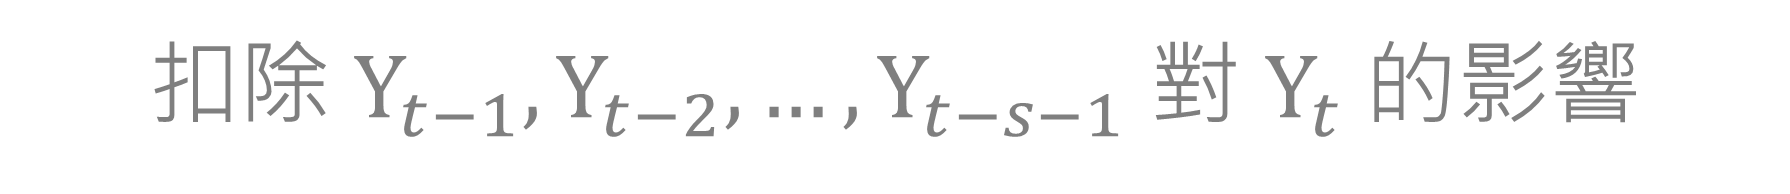 扣除 Y_{t−1}, Y_{t−2}, … , Y_{t−s−1} 對 Y_t 的影響